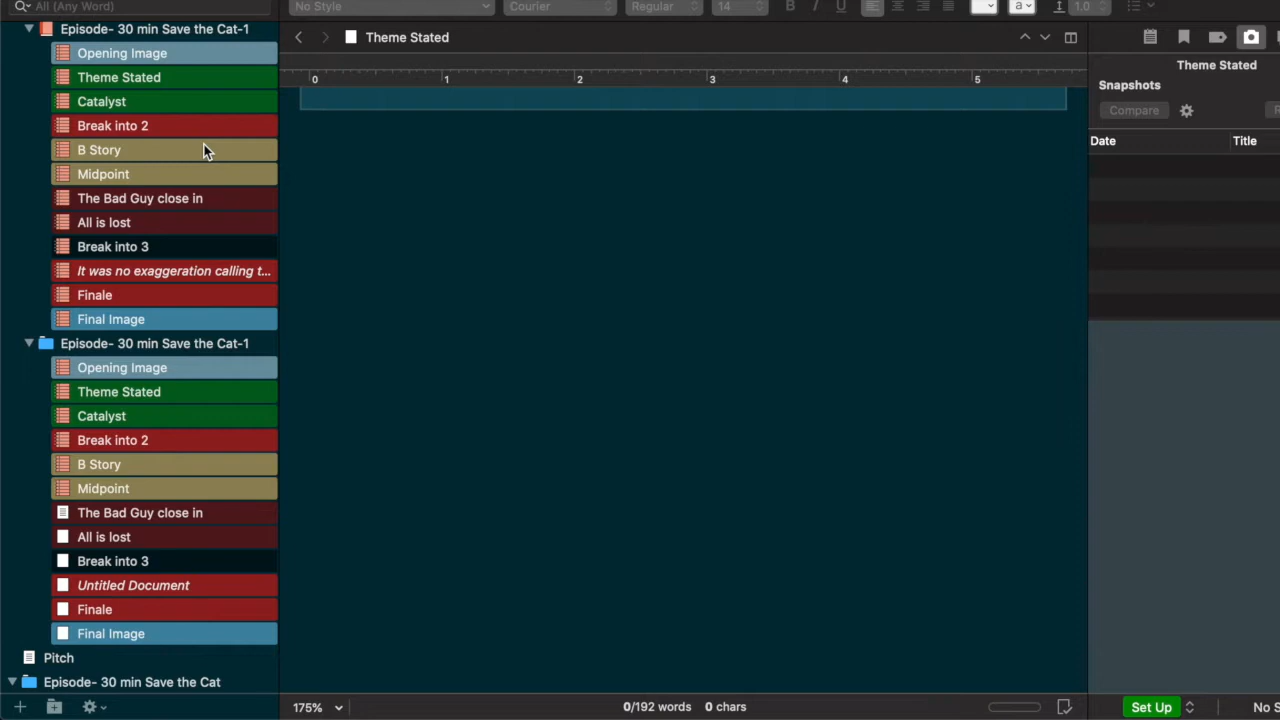 All (Any Word)
No Style
Courier
Regular
B I U
a
1.0
Episode- 30 min Save the Cat-1
Opening Image
Theme Stated
Catalyst
Break into 2
B Story
Midpoint
The Bad Guy close in
All is lost
Break into 3
It was no exaggeration calling t...
Finale
Final Image
Episode- 30 min Save the Cat-1
Opening Image
Theme Stated
Catalyst
Break into 2
B Story
Midpoint
The Bad Guy close in
All is lost
Break into 3
Untitled Document
Finale
Final Image
Pitch
Episode- 30 min Save the Cat
Theme Stated
0 1 2 3 4 5
175%
0/192 words 0 chars
Theme Stated
Snapshots
Compare
Date Title
Set Up
No S